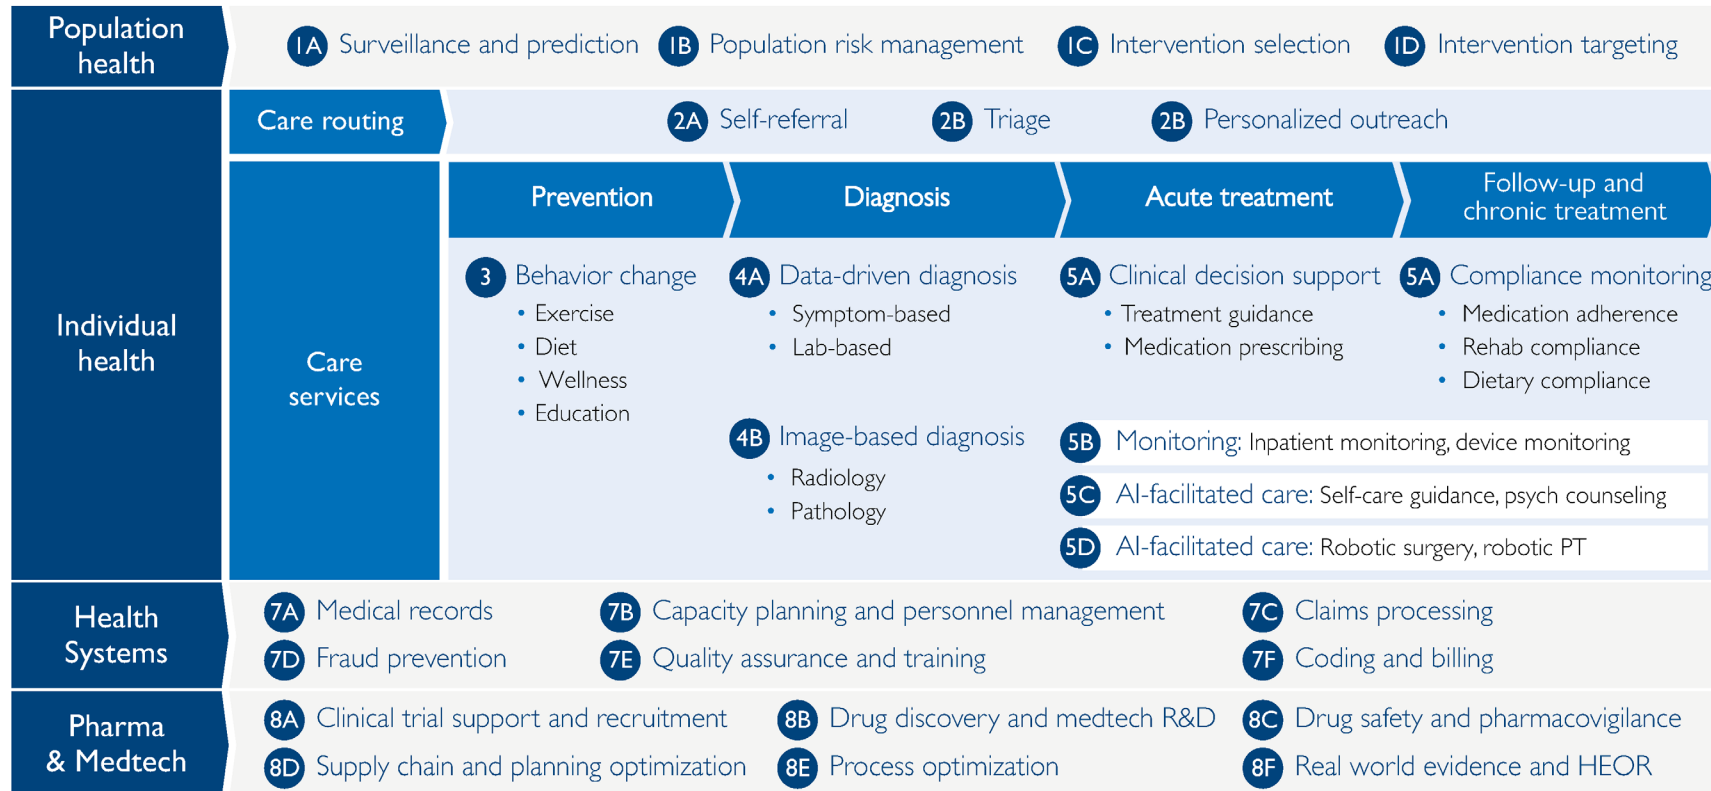 Population
health
1A Surveillance and prediction 1B Population risk management 1C Intervention selection 1D Intervention targeting
Individual
health
Care routing
2A Self-referral 2B Triage 2B Personalized outreach
Care
services
Prevention
Diagnosis
Acute treatment
Follow-up and
chronic treatment
3 Behavior change
• Exercise
• Diet
• Wellness
• Education
4A Data-driven diagnosis
• Symptom-based
• Lab-based
4B Image-based diagnosis
• Radiology
• Pathology
5A Clinical decision support
• Treatment guidance
• Medication prescribing
5A Compliance monitoring
• Medication adherence
• Rehab compliance
• Dietary compliance
5B Monitoring: Inpatient monitoring, device monitoring
5C AI-facilitated care: Self-care guidance, psych counseling
5D AI-facilitated care: Robotic surgery, robotic PT
Health
Systems
7A Medical records 7B Capacity planning and personnel management 7C Claims processing
7D Fraud prevention 7E Quality assurance and training 7F Coding and billing
Pharma
& Medtech
8A Clinical trial support and recruitment 8B Drug discovery and medtech R&D 8C Drug safety and pharmacovigilance
8D Supply chain and planning optimization 8E Process optimization 8F Real world evidence and HEOR